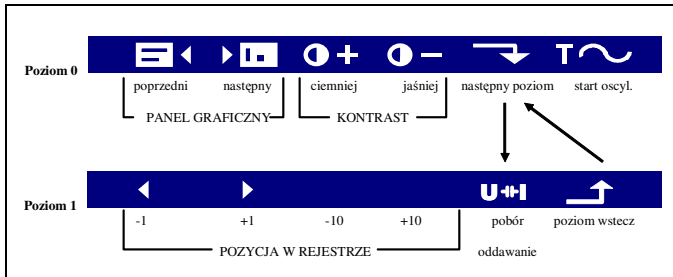 T
Poziom 0
poprzedni następny ciemniej jaśniej następny poziom start oscyl.
PANEL GRAFICZNY KONTRAST
U
Poziom 1
-1 +1 -10 +10 pobór poziom wstecz
POZYCJA W REJESTRZE oddawanie